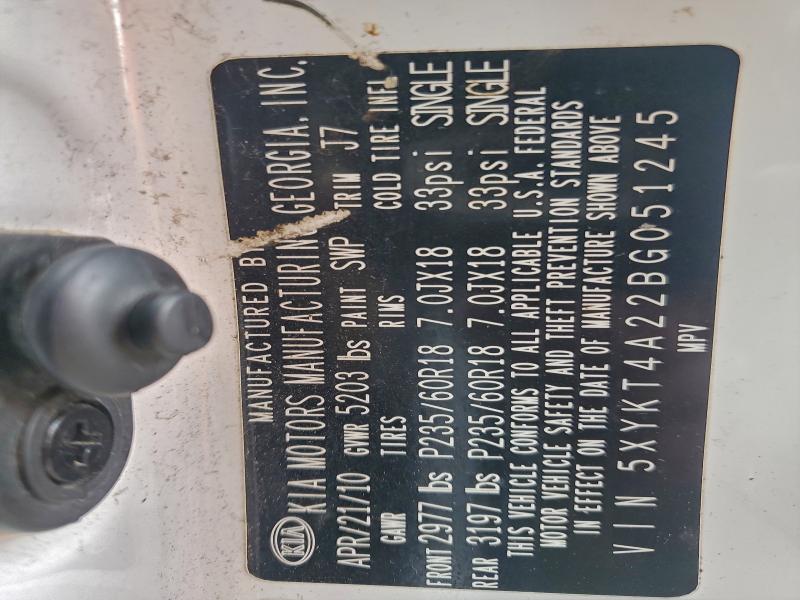 MANUFACTURED BY
KIA KIA MOTORS MANUFACTURING GEORGIA, INC.
APR/21/10 GVWR 5203 lbs PAINT SWP TRIM J7
GAWR TIRES RIMS COLD TIRE INFL
FRONT 2977 lbs P235/60R18 7.0JX18 33psi SINGLE
REAR 3197 lbs P235/60R18 7.0JX18 33psi SINGLE
THIS VEHICLE CONFORMS TO ALL APPLICABLE U.S.A. FEDERAL
MOTOR VEHICLE SAFETY AND THEFT PREVENTION STANDARDS
IN EFFECT ON THE DATE OF MANUFACTURE SHOWN ABOVE
VIN 5XYKT4A22BG051245
MPV